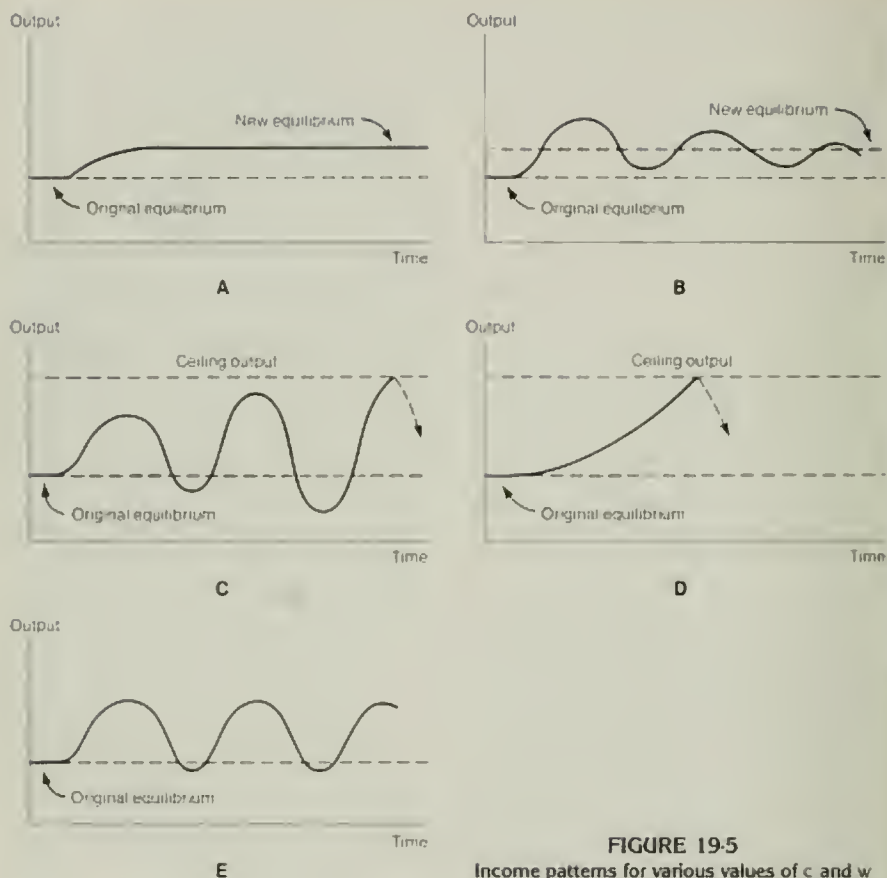 Output
Output
New equilibrium
New equilibrium
Original equilibrium
Original equilibrium
Time
Time
A
B
Output
Output
Ceiling output
Ceiling output
Original equilibrium
Original equilibrium
Time
Time
C
D
Output
Original equilibrium
Time
E
FIGURE 19-5
Income patterns for various values of c and w